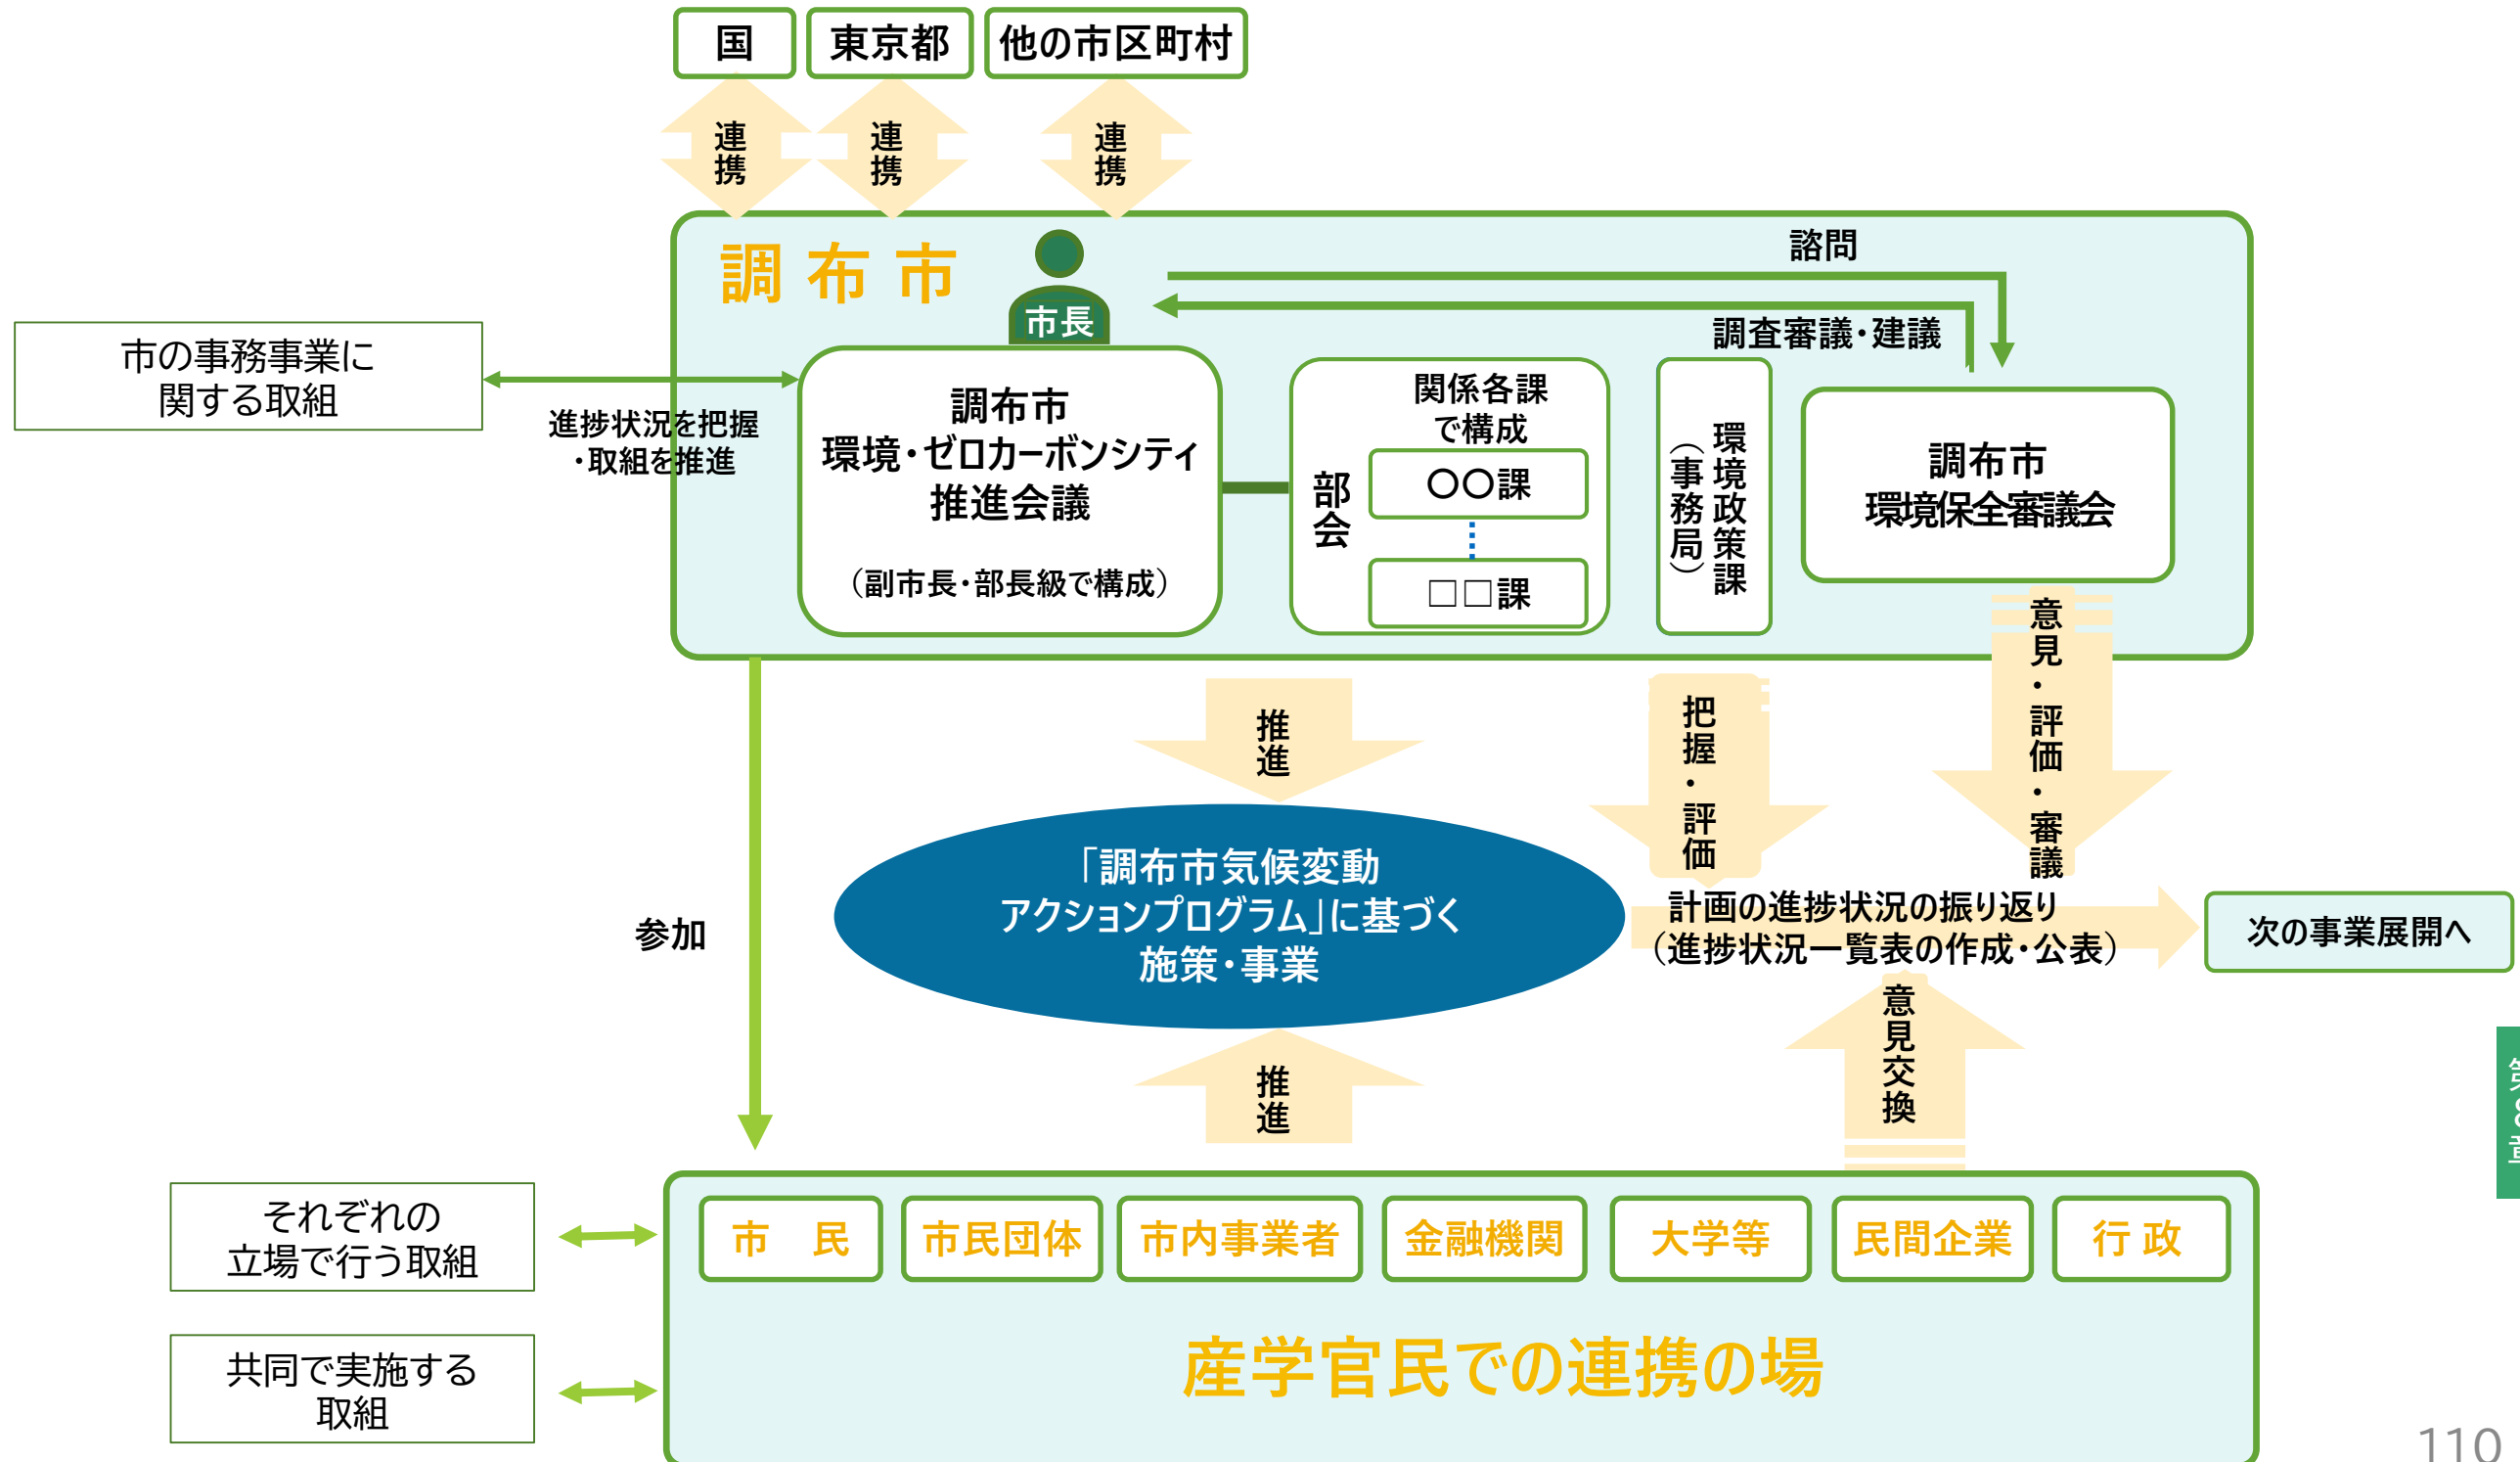 国
東京都
他の市区町村
連携
連携
連携
調布市
市長
諮問
調査審議・建議
市の事務事業に
関する取組
進捗状況を把握
・取組を推進
調布市
環境・ゼロカーボンシティ
推進会議
（副市長・部長級で構成）
部会
関係各課
で構成
〇〇課
□□課
環境政策課
（事務局）
調布市
環境保全審議会
推進
把握・評価
意見・評価・審議
参加
「調布市気候変動
アクションプログラム」に基づく
施策・事業
計画の進捗状況の振り返り
（進捗状況一覧表の作成・公表）
次の事業展開へ
推進
意見交換
それぞれの
立場で行う取組
共同で実施する
取組
市　民
市民団体
市内事業者
金融機関
大学等
民間企業
行 政
産学官民での連携の場
110